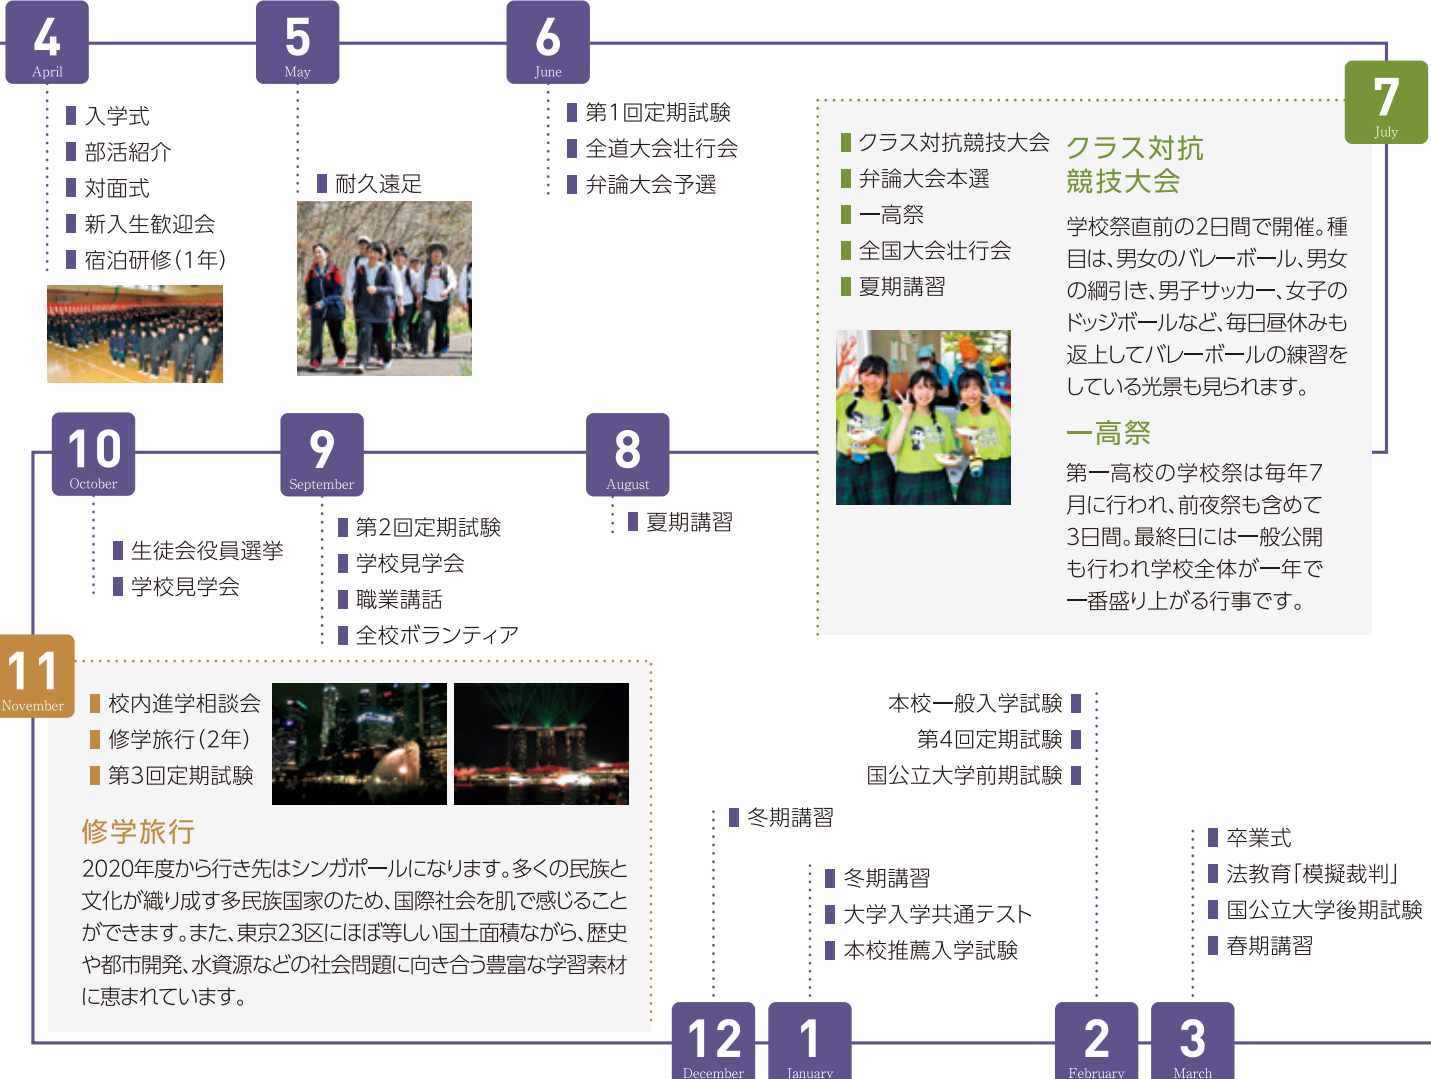 4
April
入学式
部活紹介
対面式
新入生歓迎会
宿泊研修(1年)
5
May
耐久遠足
6
June
第1回定期試験
全道大会壮行会
弁論大会予選
7
July
クラス対抗競技大会
弁論大会本選
一高祭
全国大会壮行会
夏期講習
クラス対抗
競技大会
学校祭直前の2日間で開催。種
目は、男女のバレーボール、男女
の綱引き、男子サッカー、女子の
ドッジボールなど、毎日昼休みも
返上してバレーボールの練習を
している光景も見られます。
一高祭
第一高校の学校祭は毎年7
月に行われ、前夜祭も含めて
3日間。最終日には一般公開
も行われ学校全体が一年で
一番盛り上がる行事です。
8
August
夏期講習
9
September
第2回定期試験
学校見学会
職業講話
全校ボランティア
10
October
生徒会役員選挙
学校見学会
11
November
校内進学相談会
修学旅行(2年)
第3回定期試験
修学旅行
2020年度から行き先はシンガポールになります。多くの民族と
文化が織り成す多民族国家のため、国際社会を肌で感じること
ができます。また、東京23区にほぼ等しい国土面積ながら、歴史
や都市開発、水資源などの社会問題に向き合う豊富な学習素材
に恵まれています。
12
December
冬期講習
1
January
冬期講習
大学入学共通テスト
本校推薦入学試験
2
February
本校一般入学試験
第4回定期試験
国公立大学前期試験
3
March
卒業式
法教育「模擬裁判」
国公立大学後期試験
春期講習